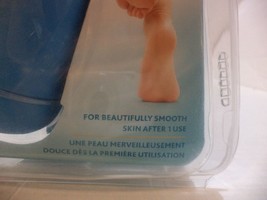 FOR BEAUTIFULLY SMOOTH
SKIN AFTER 1 USE
UNE PEAU MERVEILLEUSEMENT
DOUCE DÈS LA PREMIÈRE UTILISATION